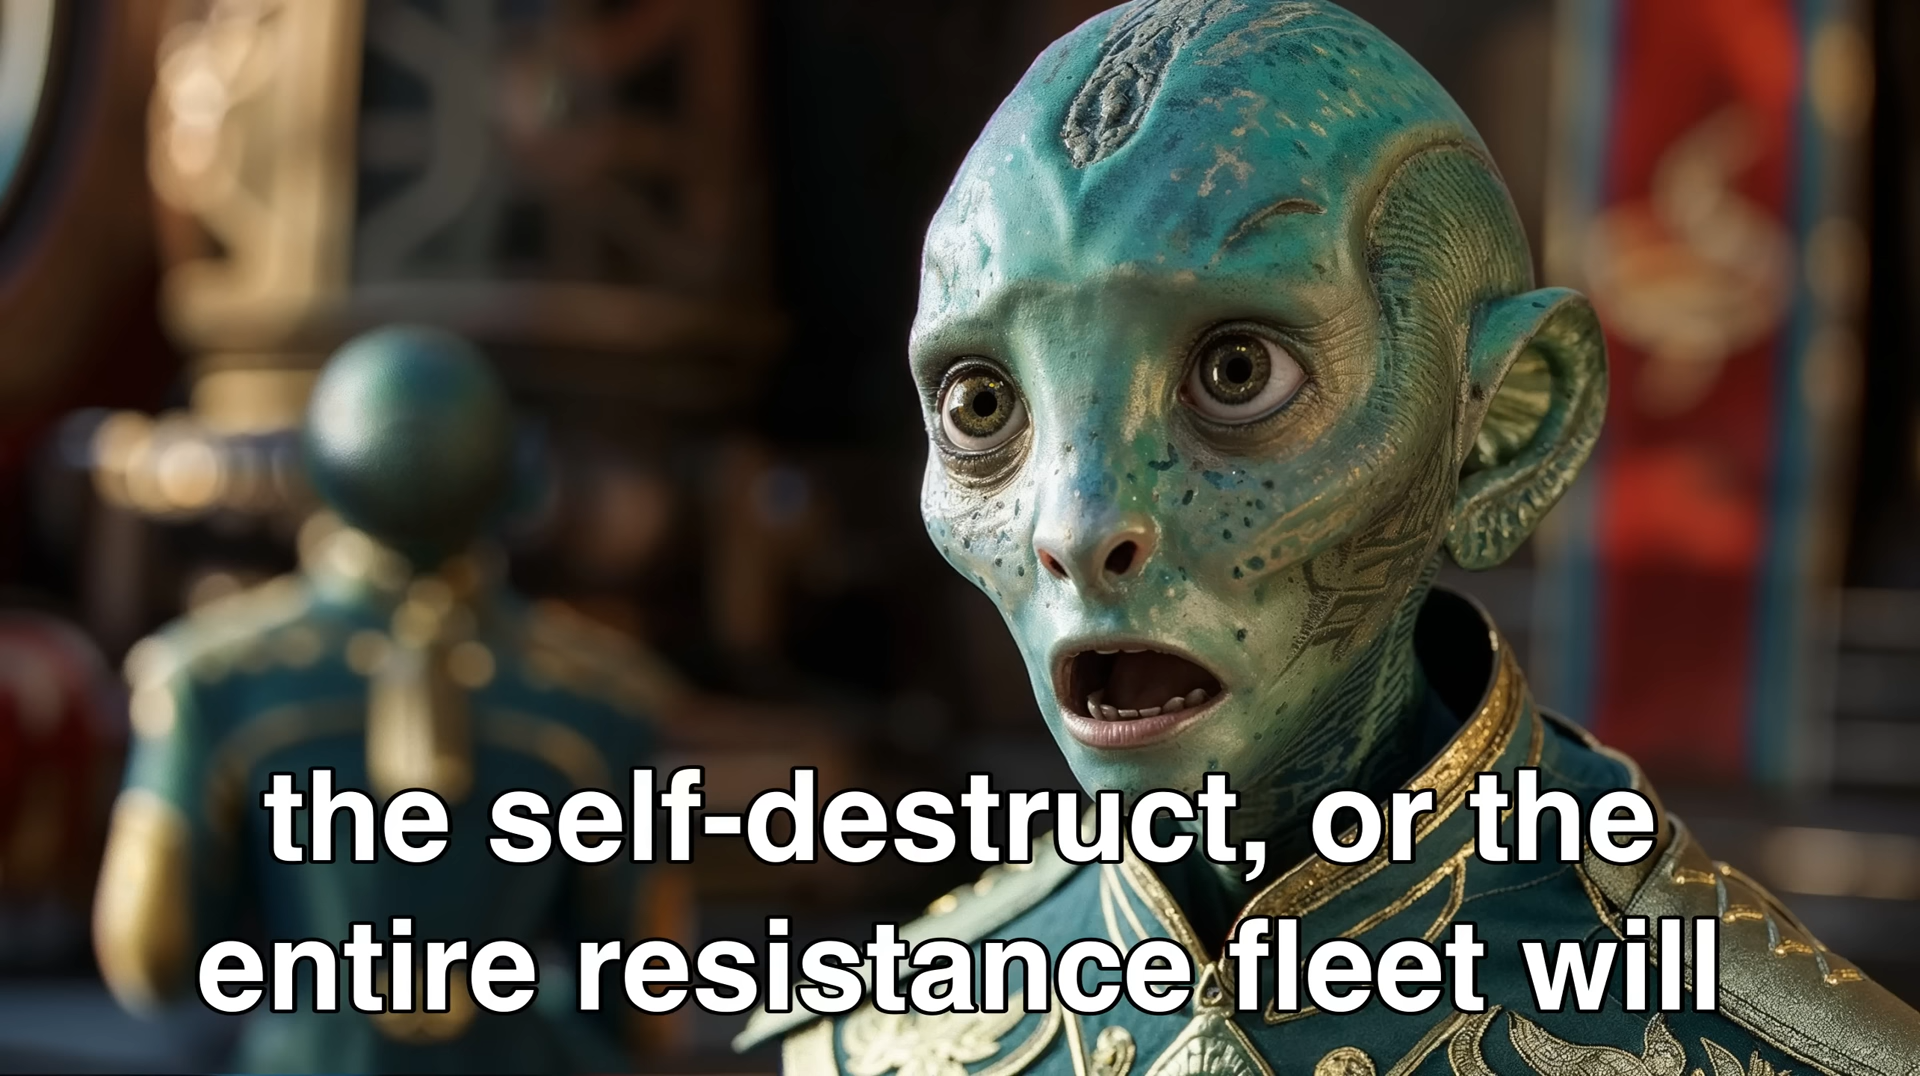 the self-destruct, or the
entire resistance fleet will